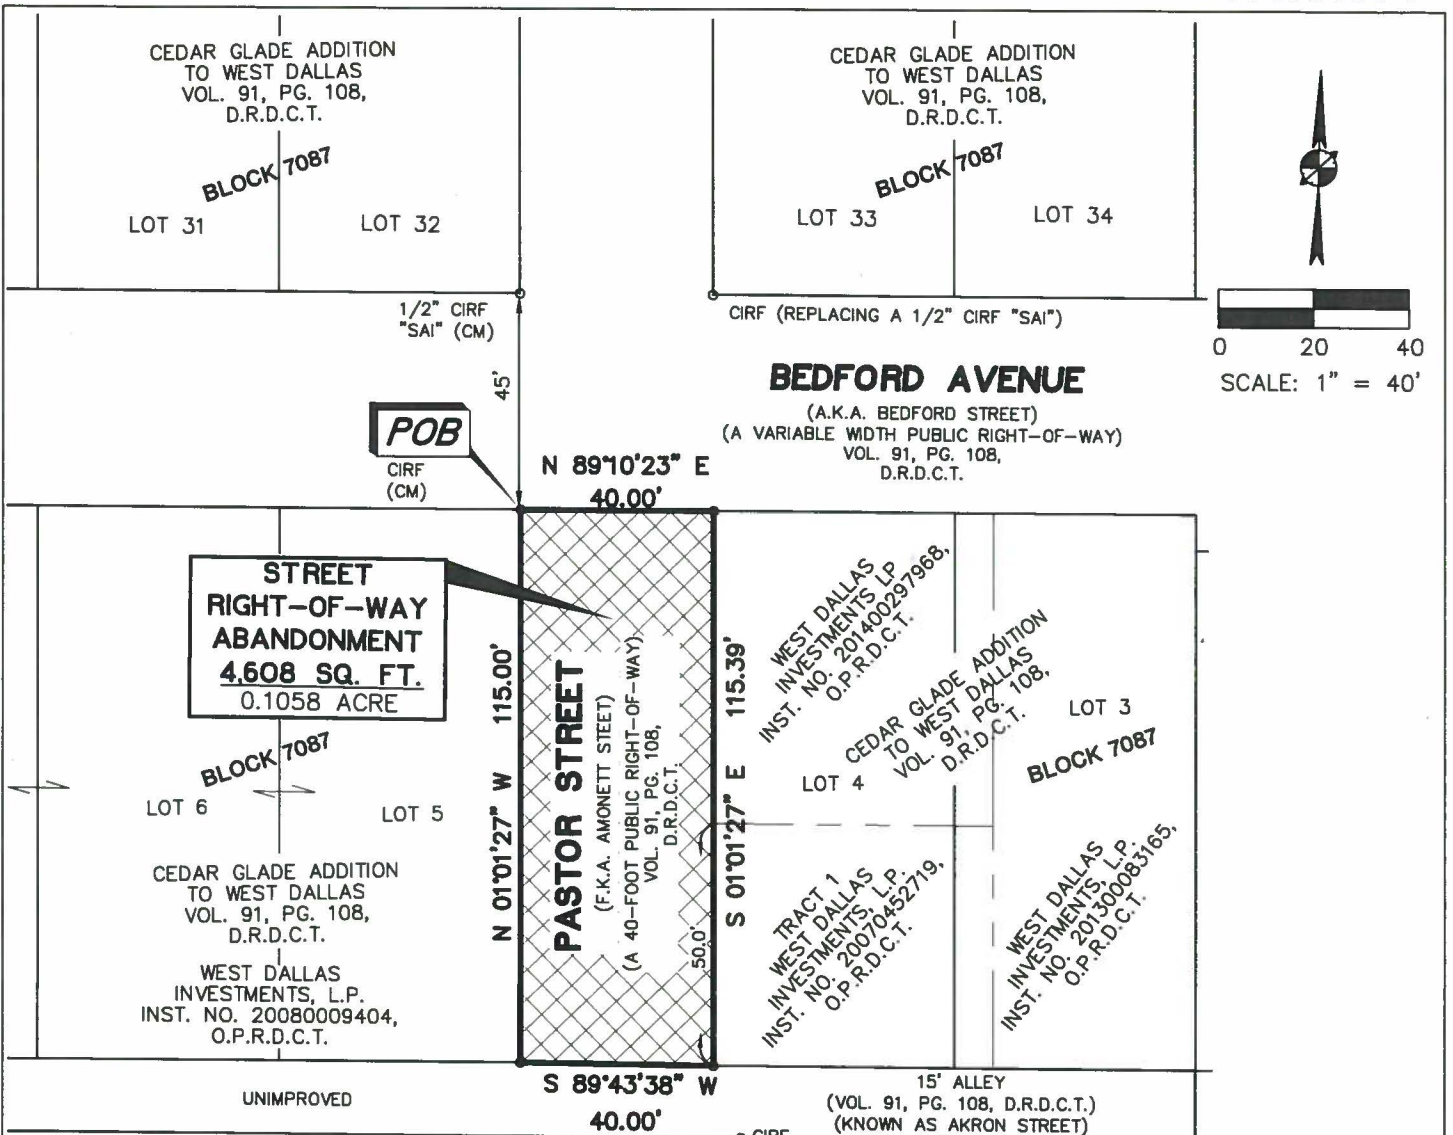 CEDAR GLADE ADDITION
TO WEST DALLAS
VOL. 91, PG. 108,
D.R.D.C.T.
BLOCK 7087
LOT 31
LOT 32
CEDAR GLADE ADDITION
TO WEST DALLAS
VOL. 91, PG. 108,
D.R.D.C.T.
BLOCK 7087
LOT 33
LOT 34
0 20 40
SCALE: 1" = 40'
1/2" CIRF
"SAI" (CM)
CIRF (REPLACING A 1/2" CIRF "SAI")
45'
BEDFORD AVENUE
(A.K.A. BEDFORD STREET)
(A VARIABLE WIDTH PUBLIC RIGHT-OF-WAY)
VOL. 91, PG. 108,
D.R.D.C.T.
POB
CIRF
(CM)
N 89°10'23" E
40.00'
STREET
RIGHT-OF-WAY
ABANDONMENT
4,608 SQ. FT.
0.1058 ACRE
BLOCK 7087
LOT 6
LOT 5
CEDAR GLADE ADDITION
TO WEST DALLAS
VOL. 91, PG. 108,
D.R.D.C.T.
WEST DALLAS
INVESTMENTS, L.P.
INST. NO. 20080009404,
O.P.R.D.C.T.
N 01°01'27" W 115.00'
PASTOR STREET
(F.K.A. AMONETT STEET)
(A 40-FOOT PUBLIC RIGHT-OF-WAY)
VOL. 91, PG. 108,
D.R.D.C.T.
50.0'
S 01°01'27" E 115.39'
WEST DALLAS
INVESTMENTS LP
INST. NO. 201400297968,
O.P.R.D.C.T.
CEDAR GLADE ADDITION
TO WEST DALLAS
VOL. 91, PG. 108,
D.R.D.C.T.
LOT 4
LOT 3
BLOCK 7087
TRACT 1
WEST DALLAS
INVESTMENTS, L.P.
INST. NO. 20070452719,
O.P.R.D.C.T.
WEST DALLAS
INVESTMENTS, L.P.
INST. NO. 201300083165,
O.P.R.D.C.T.
UNIMPROVED
S 89°43'38" W
40.00'
15' ALLEY
(VOL. 91, PG. 108, D.R.D.C.T.)
(KNOWN AS AKRON STREET)
CIRF